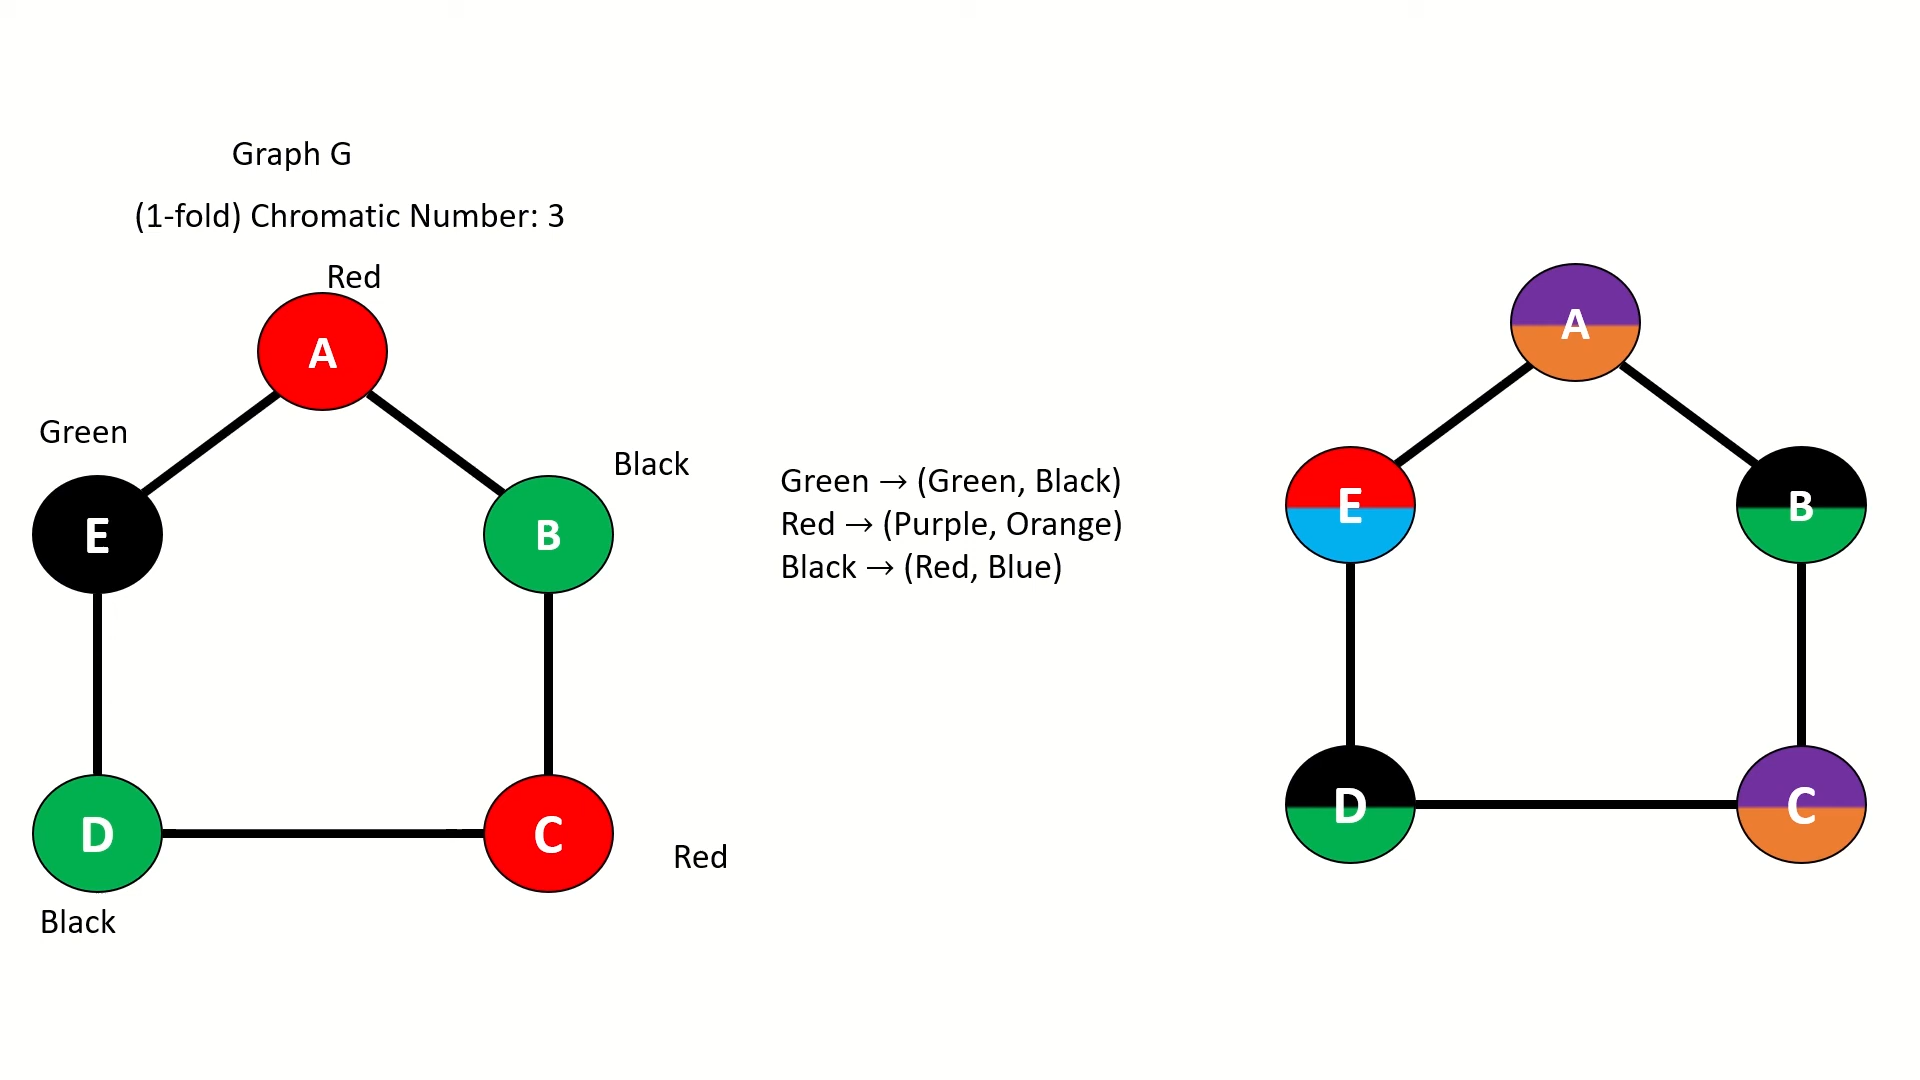 Graph G
(1-fold) Chromatic Number: 3
Red
A
Green
Black
E
B
D
C
Red
Black
Green → (Green, Black)
Red → (Purple, Orange)
Black → (Red, Blue)
A
E
B
D
C